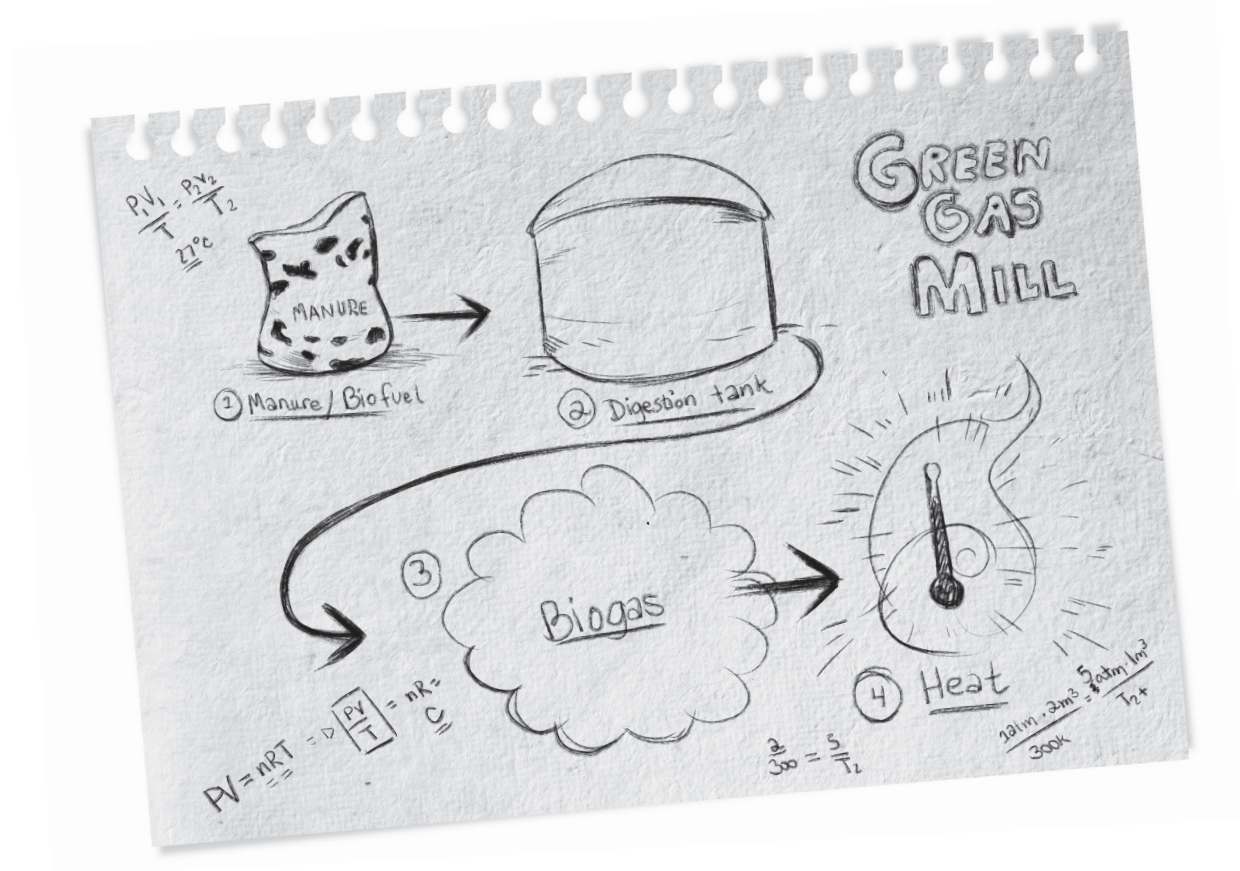 GREEN
GAS
MILL
P₁V₁/T = P₂V₂/T₂
27°C
MANURE
① Manure/Biofuel
② Digestion tank
③
Biogas
④ Heat
PV = nRT => PV/T = nR =
C
2/300 = 5/T₂
1atm · 2m³/300K = 5atm · 1m³/T₂